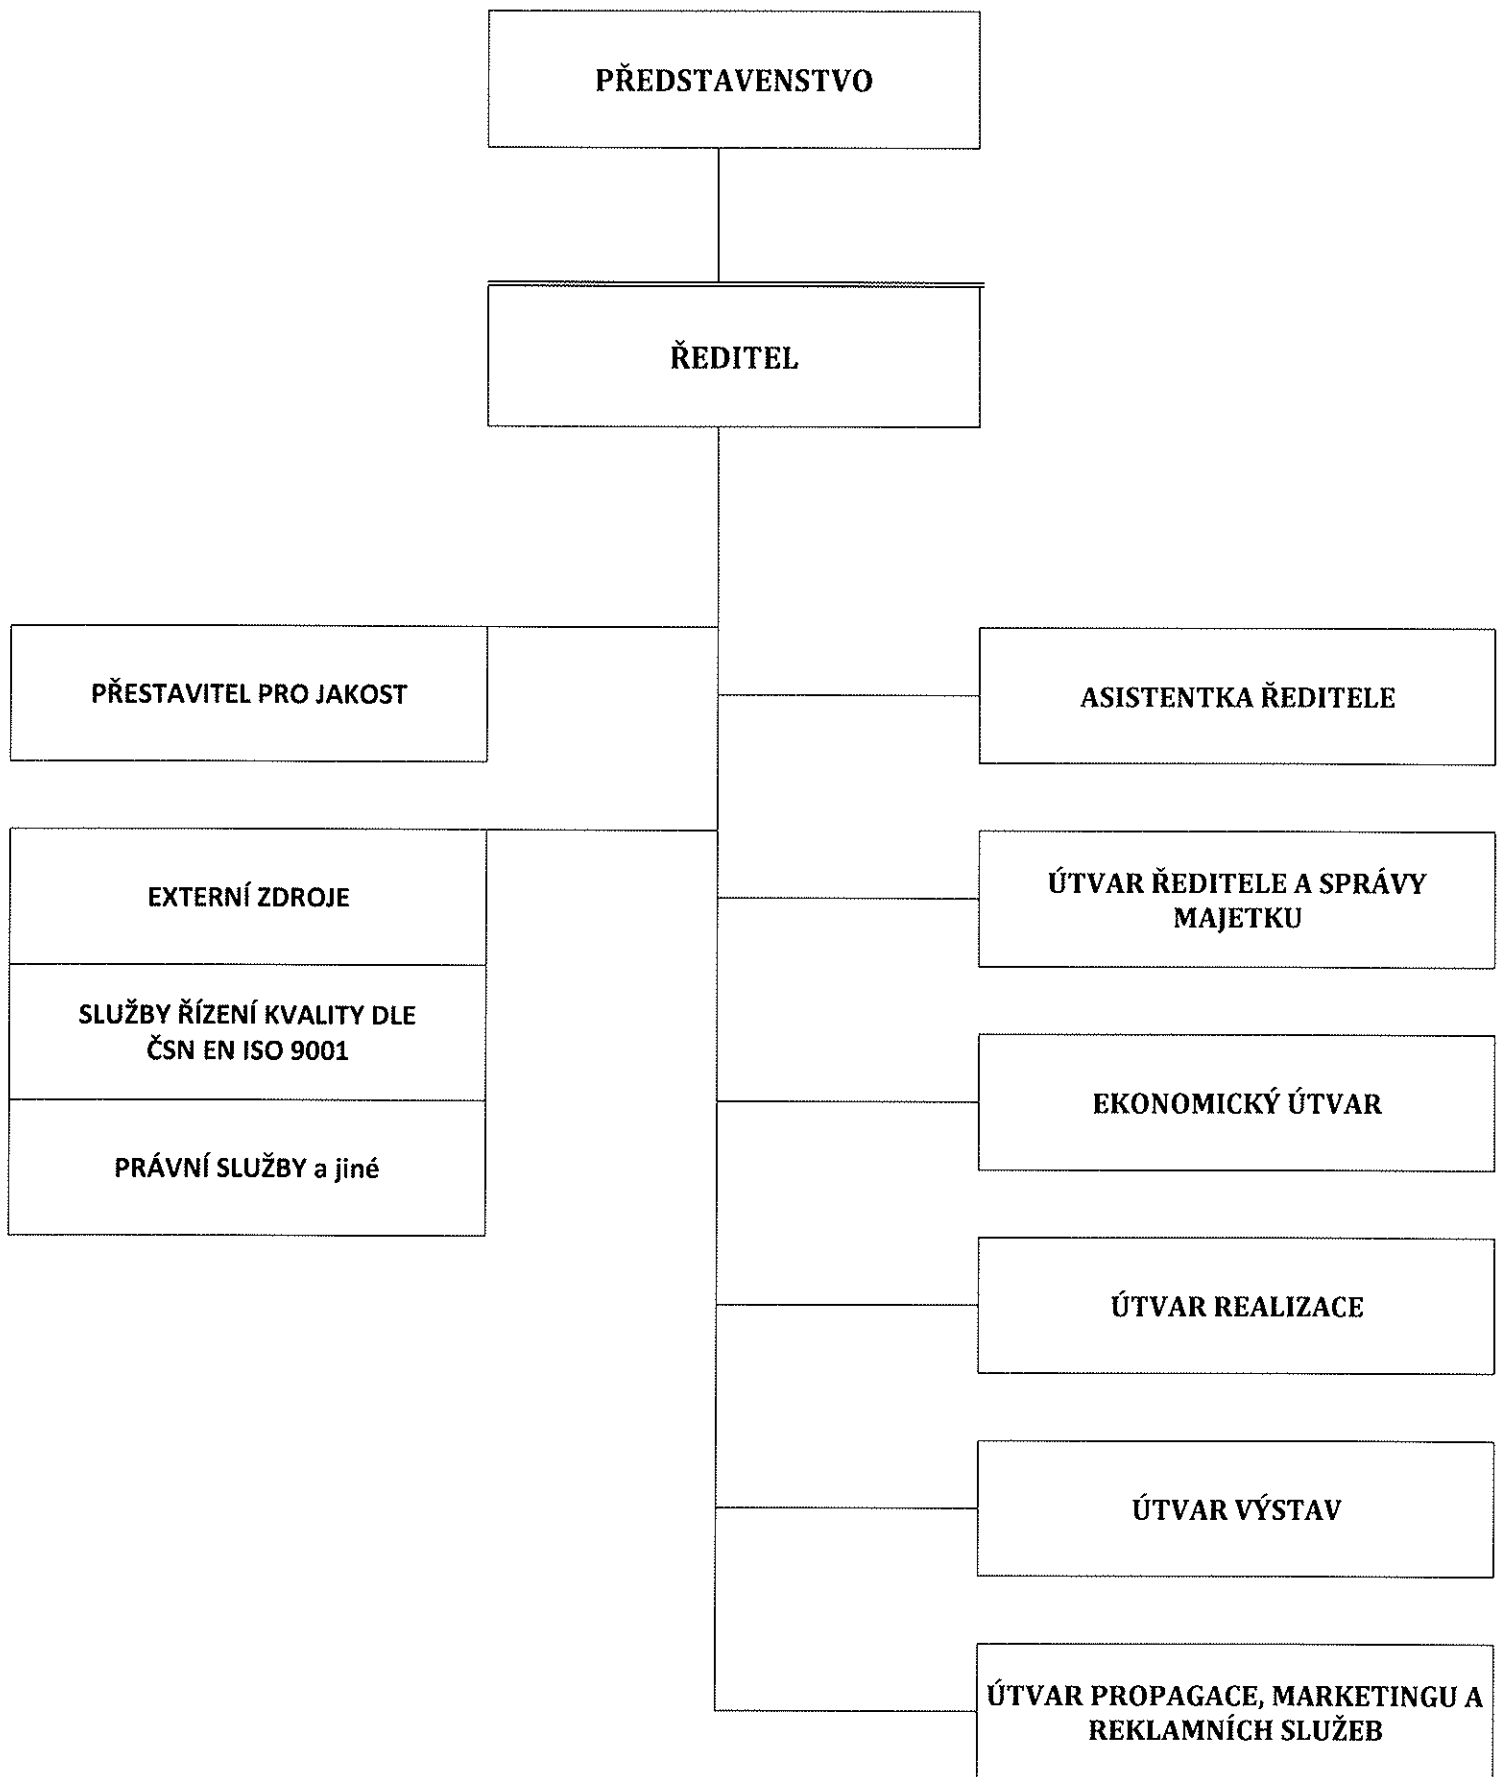 PŘEDSTAVENSTVO
ŘEDITEL
PŘESTAVITEL PRO JAKOST
ASISTENTKA ŘEDITELE
EXTERNÍ ZDROJE
ÚTVAR ŘEDITELE A SPRÁVY
MAJETKU
SLUŽBY ŘÍZENÍ KVALITY DLE
ČSN EN ISO 9001
EKONOMICKÝ ÚTVAR
PRÁVNÍ SLUŽBY a jiné
ÚTVAR REALIZACE
ÚTVAR VÝSTAV
ÚTVAR PROPAGACE, MARKETINGU A
REKLAMNÍCH SLUŽEB